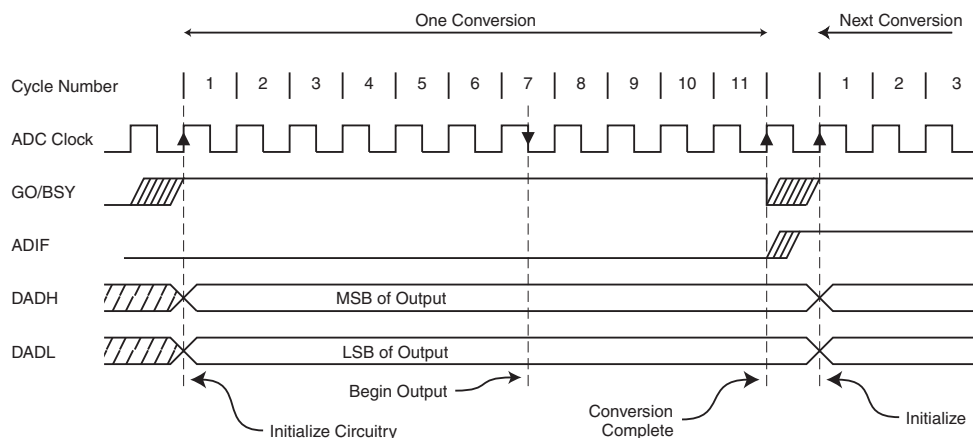 One Conversion
Next Conversion
Cycle Number 1 2 3 4 5 6 7 8 9 10 11 1 2 3
ADC Clock
GO/BSY
ADIF
DADH MSB of Output
DADL LSB of Output
Begin Output
Initialize Circuitry
Conversion
Complete
Initialize